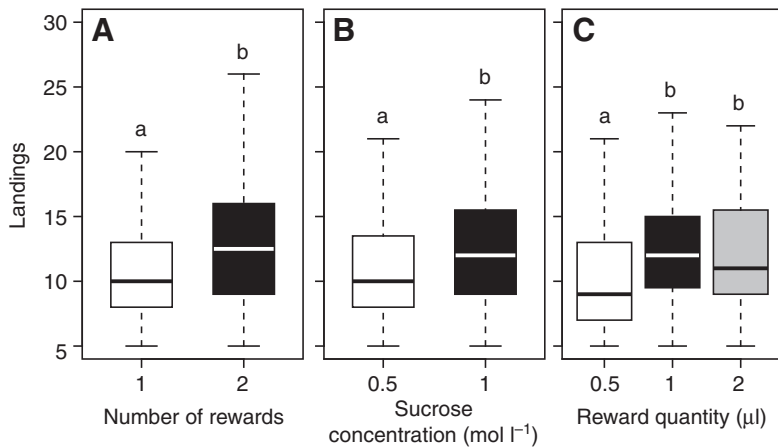 A
B
C
Landings
30
25
20
15
10
5
a
b
a
b
a
b
b
1
2
0.5
1
0.5
1
2
Number of rewards
Sucrose
concentration (mol l⁻¹)
Reward quantity (μl)